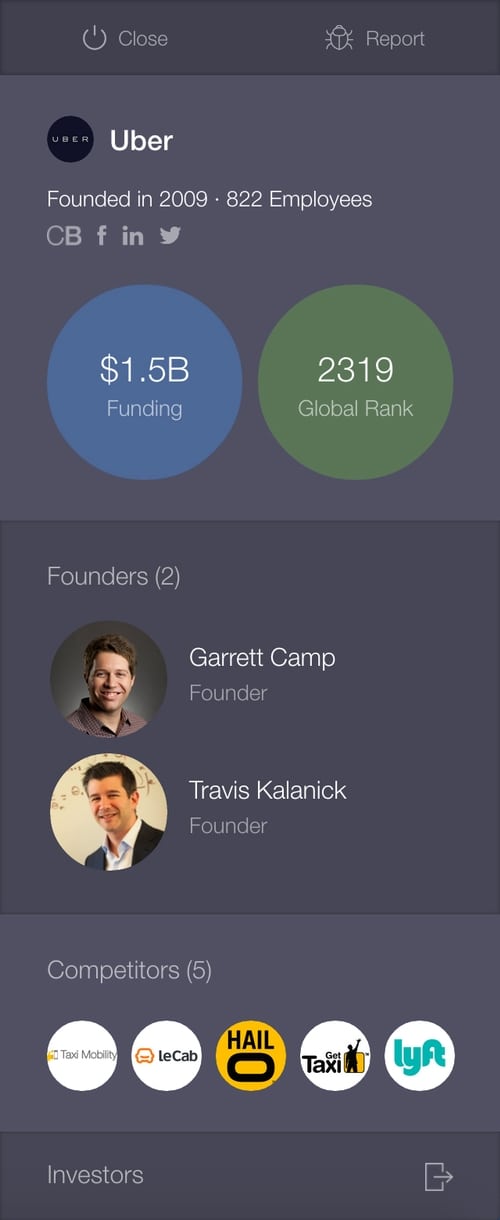 Close
Report
UBER
Uber
Founded in 2009 · 822 Employees
CB f in
$1.5B
Funding
2319
Global Rank
Founders (2)
Garrett Camp
Founder
Travis Kalanick
Founder
Competitors (5)
Taxi Mobility
leCab
HAIL
O
Get
Taxi
lyft
Investors